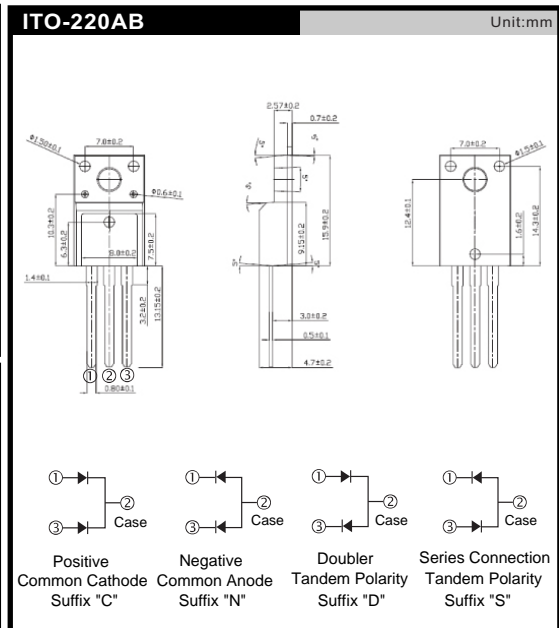 ITO-220AB
Unit:mm
2.57±0.2
0.7±0.2
7.0±0.2
Φ1.50±0.1
5°
5°
7.0±0.2
Φ1.5±0.1
5°
5°
Φ0.6±0.1
10.3±0.2
6.3±0.2
8.0±0.2
7.5±0.2
9.15±0.2
15.9±0.2
12.4±0.1
1.6±0.2
14.3±0.2
1.4±0.1
3.2±0.2
13.15±0.2
5°
3.0±0.2
0.5±0.1
4.7±0.2
① ② ③
0.80±0.1
① ② ③ Case
① ② ③ Case
① ② ③ Case
① ② ③ Case
Positive
Common Cathode
Suffix "C"
Negative
Common Anode
Suffix "N"
Doubler
Tandem Polarity
Suffix "D"
Series Connection
Tandem Polarity
Suffix "S"